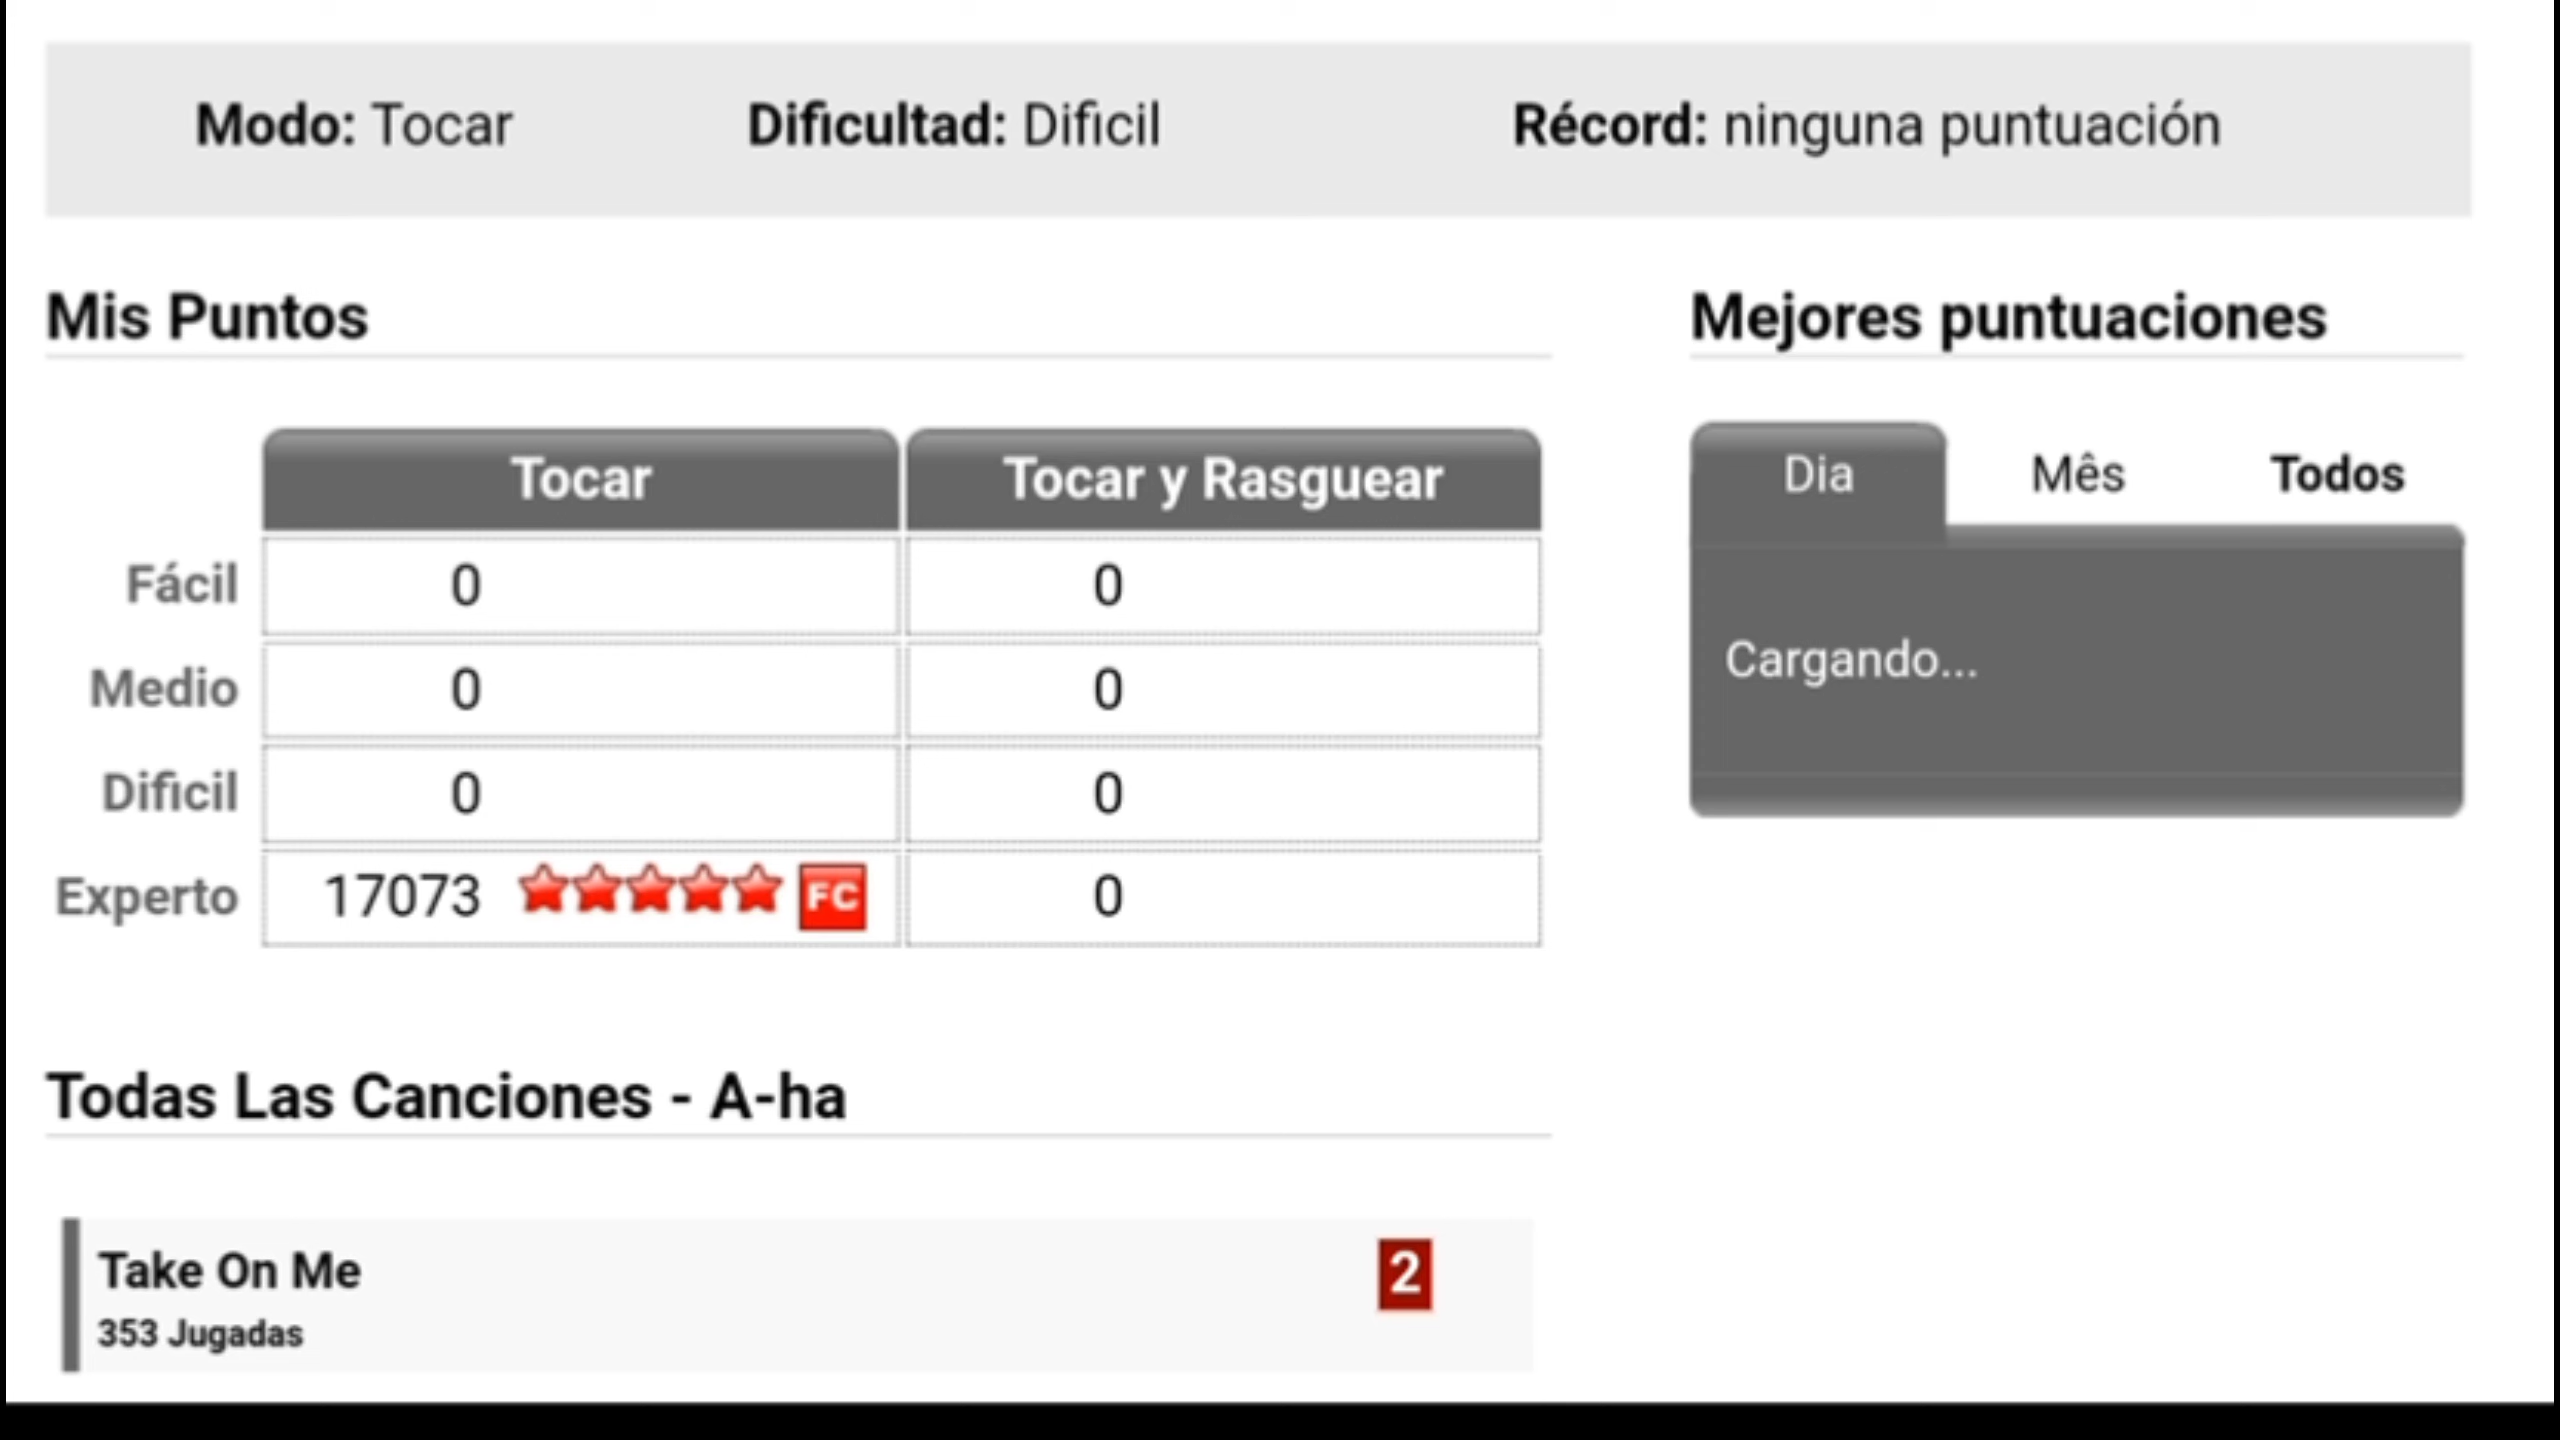 Modo: Tocar Dificultad: Dificil Récord: ninguna puntuación
Mis Puntos
Tocar Tocar y Rasguear
Fácil 0 0
Medio 0 0
Dificil 0 0
Experto 17073 FC 0
Mejores puntuaciones
Dia Mês Todos
Cargando...
Todas Las Canciones - A-ha
Take On Me 2
353 Jugadas